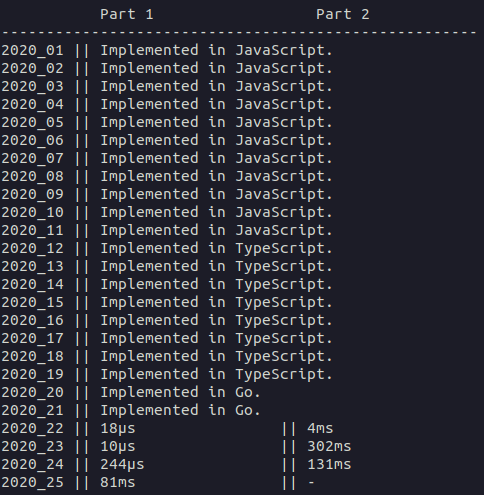 Part 1 Part 2
-----------------------------------------------------
2020_01 || Implemented in JavaScript.
2020_02 || Implemented in JavaScript.
2020_03 || Implemented in JavaScript.
2020_04 || Implemented in JavaScript.
2020_05 || Implemented in JavaScript.
2020_06 || Implemented in JavaScript.
2020_07 || Implemented in JavaScript.
2020_08 || Implemented in JavaScript.
2020_09 || Implemented in JavaScript.
2020_10 || Implemented in JavaScript.
2020_11 || Implemented in JavaScript.
2020_12 || Implemented in TypeScript.
2020_13 || Implemented in TypeScript.
2020_14 || Implemented in TypeScript.
2020_15 || Implemented in TypeScript.
2020_16 || Implemented in TypeScript.
2020_17 || Implemented in TypeScript.
2020_18 || Implemented in TypeScript.
2020_19 || Implemented in TypeScript.
2020_20 || Implemented in Go.
2020_21 || Implemented in Go.
2020_22 || 18µs || 4ms
2020_23 || 10µs || 302ms
2020_24 || 244µs || 131ms
2020_25 || 81ms || -